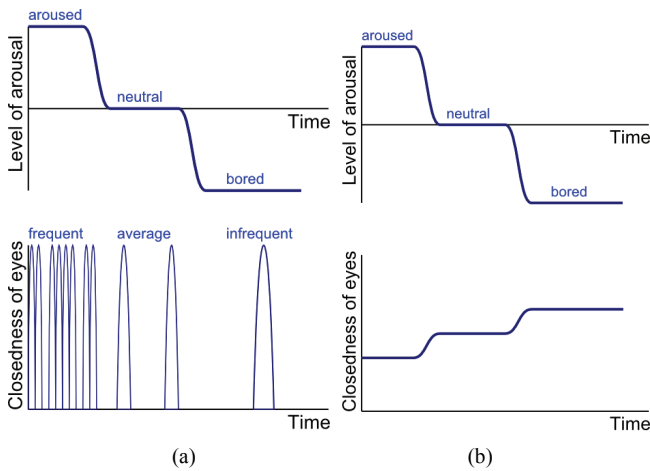 aroused
Level of arousal
neutral
Time
bored
frequent average infrequent
Closedness of eyes
Time
(a)
aroused
Level of arousal
neutral
Time
bored
Closedness of eyes
Time
(b)